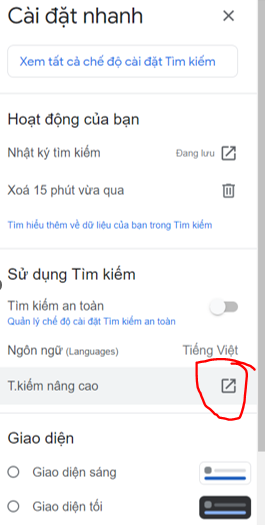 Cài đặt nhanh
Xem tất cả chế độ cài đặt Tìm kiếm
Hoạt động của bạn
Nhật ký tìm kiếm Đang lưu
Xoá 15 phút vừa qua
Tìm hiểu thêm về dữ liệu của bạn trong Tìm kiếm
Sử dụng Tìm kiếm
Tìm kiếm an toàn
Quản lý chế độ cài đặt Tìm kiếm an toàn
Ngôn ngữ (Languages) Tiếng Việt
T.kiếm nâng cao
Giao diện
Giao diện sáng
Giao diện tối